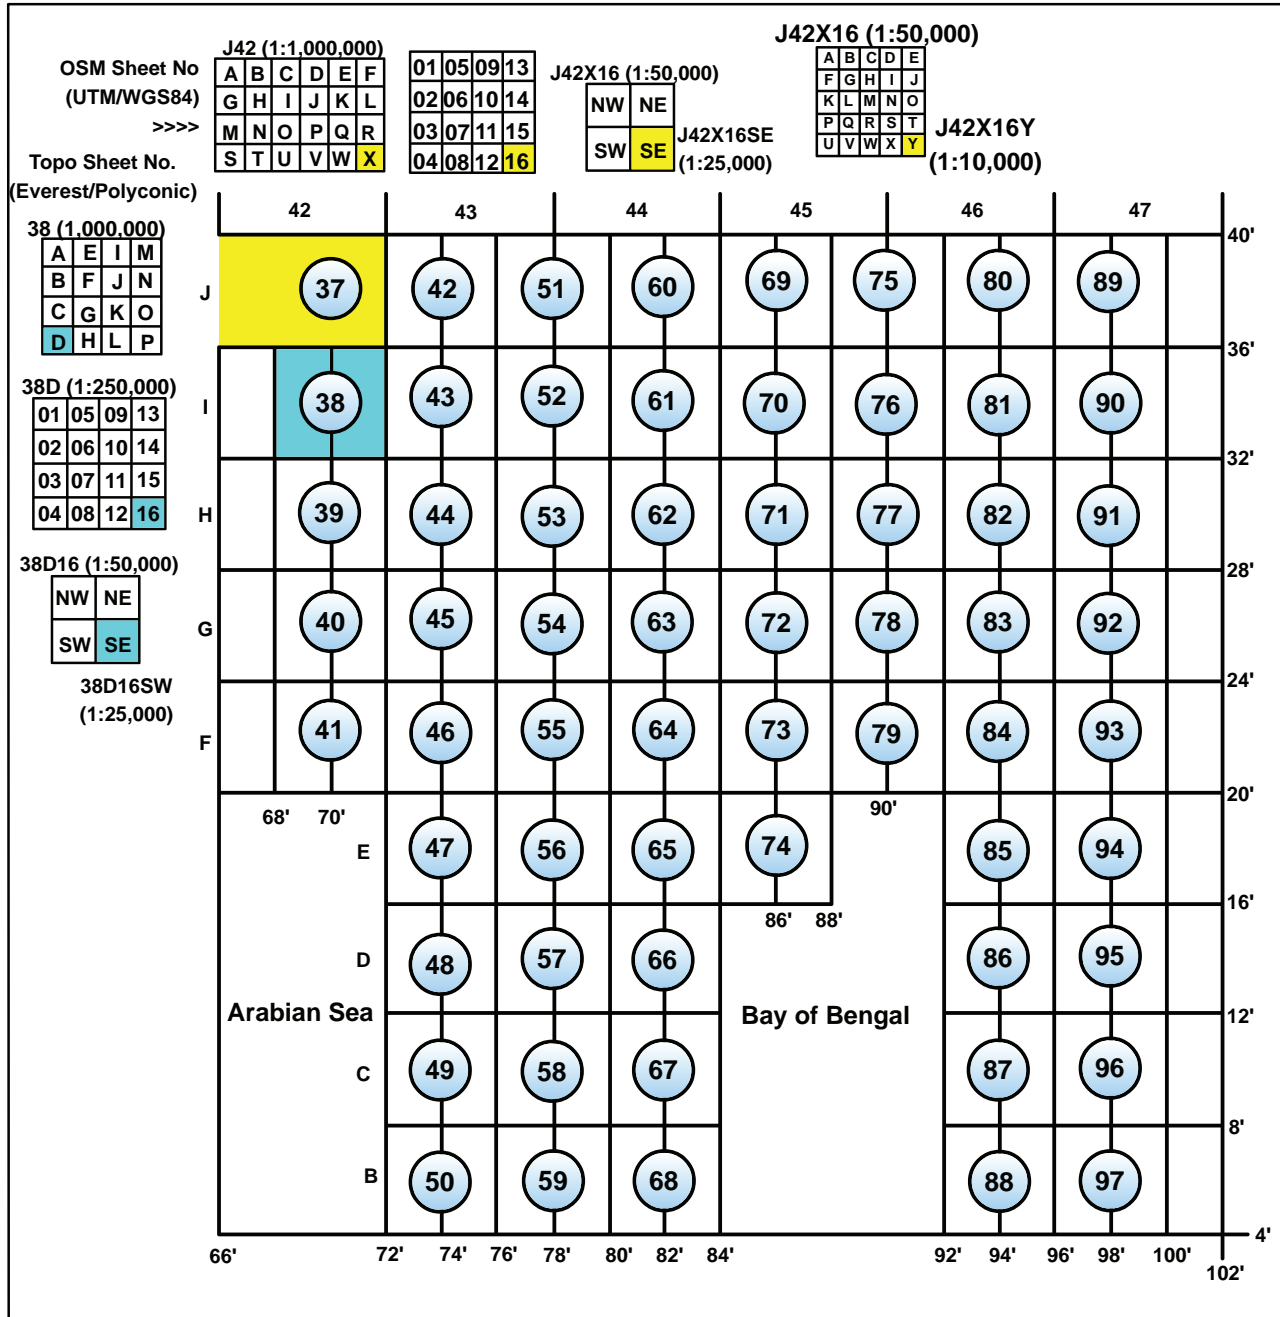 J42 (1:1,000,000)
OSM Sheet No
(UTM/WGS84)
>>>>
A B C D E F
G H I J K L
M N O P Q R
S T U V W X
01 05 09 13
02 06 10 14
03 07 11 15
04 08 12 16
J42X16 (1:50,000)
NW NE
SW SE
J42X16SE
(1:25,000)
J42X16 (1:50,000)
A B C D E
F G H I J
K L M N O
P Q R S T
U V W X Y
J42X16Y
(1:10,000)
Topo Sheet No.
(Everest/Polyconic)
38 (1,000,000)
A E I M
B F J N
C G K O
D H L P
38D (1:250,000)
01 05 09 13
02 06 10 14
03 07 11 15
04 08 12 16
38D16 (1:50,000)
NW NE
SW SE
38D16SW
(1:25,000)
42 43 44 45 46 47
40'
J 37 42 51 60 69 75 80 89
36'
I 38 43 52 61 70 76 81 90
32'
H 39 44 53 62 71 77 82 91
28'
G 40 45 54 63 72 78 83 92
24'
F 41 46 55 64 73 79 84 93
20'
68' 70' 90'
E 47 56 65 74 85 94
16'
86' 88'
D 48 57 66 86 95
Arabian Sea Bay of Bengal
12'
C 49 58 67 87 96
8'
B 50 59 68 88 97
4'
66' 72' 74' 76' 78' 80' 82' 84' 92' 94' 96' 98' 100'
102'